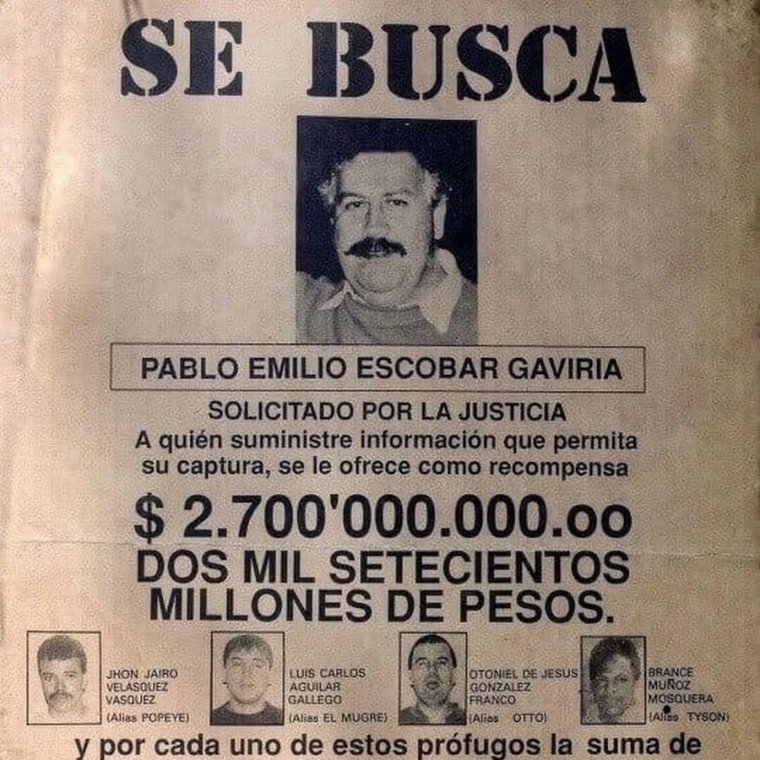 SE BUSCA
PABLO EMILIO ESCOBAR GAVIRIA
SOLICITADO POR LA JUSTICIA
A quién suministre información que permita
su captura, se le ofrece como recompensa
$ 2.700'000.000.oo
DOS MIL SETECIENTOS
MILLONES DE PESOS.
JHON JAIRO
VELASQUEZ
VASQUEZ
(Alias POPEYE)
LUIS CARLOS
AGUILAR
GALLEGO
(Alias EL MUGRE)
OTONIEL DE JESUS
GONZALEZ
FRANCO
(Alias OTTO)
BRANCE
MUÑOZ
MOSQUERA
(Alias TYSON)
y por cada uno de estos prófugos la suma de